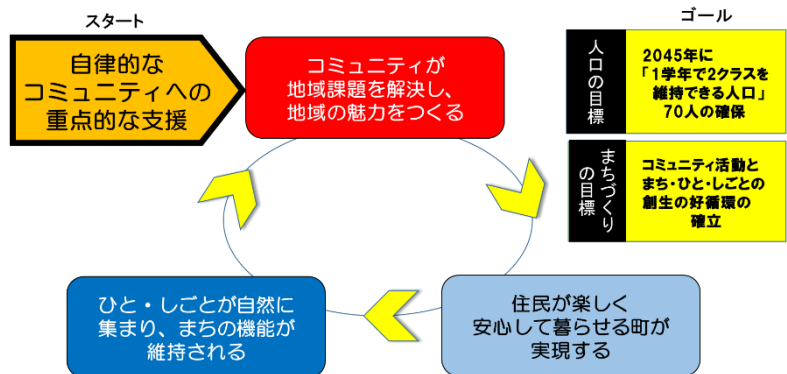 スタート
自律的な
コミュニティへの
重点的な支援
コミュニティが
地域課題を解決し、
地域の魅力をつくる
住民が楽しく
安心して暮らせる町が
実現する
ひと・しごとが自然に
集まり、まちの機能が
維持される
ゴール
人口の目標
2045年に
「1学年で2クラスを
維持できる人口」
70人の確保
まちづくり
の目標
コミュニティ活動と
まち・ひと・しごとの
創生の好循環の
確立